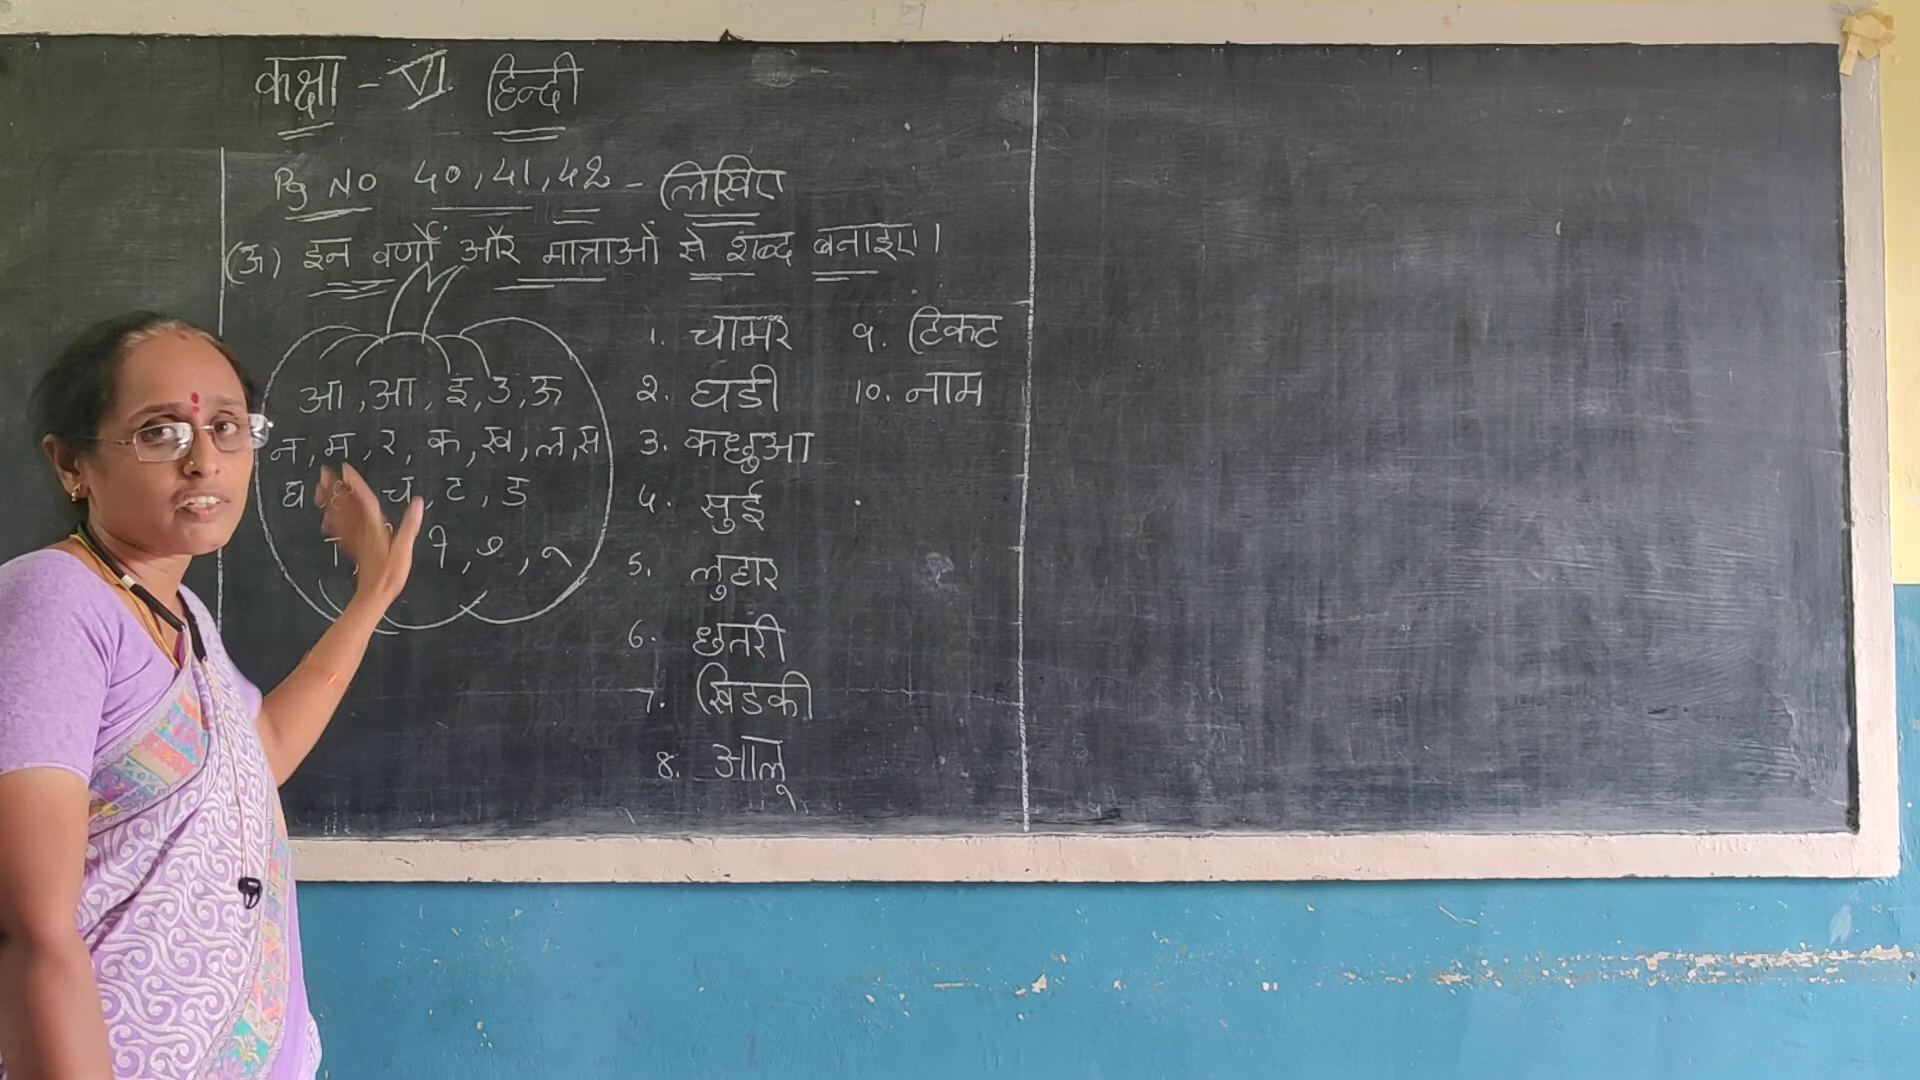 कक्षा - VI हिन्दी
Pg No 40, 41, 42 - लिखिए
(अ) इन वर्णों और मात्राओं से शब्द बनाइए।
आ, आ, इ, उ, ऊ
न, म, र, क, ख, ल, स
घ च, ट, ड
ा, ी, ु, ू
1. चामर
2. घडी
3. कछुआ
4. सुई
5. लुटार
6. छतरी
7. खिडकी
8. आलू
9. टिकट
10. नाम